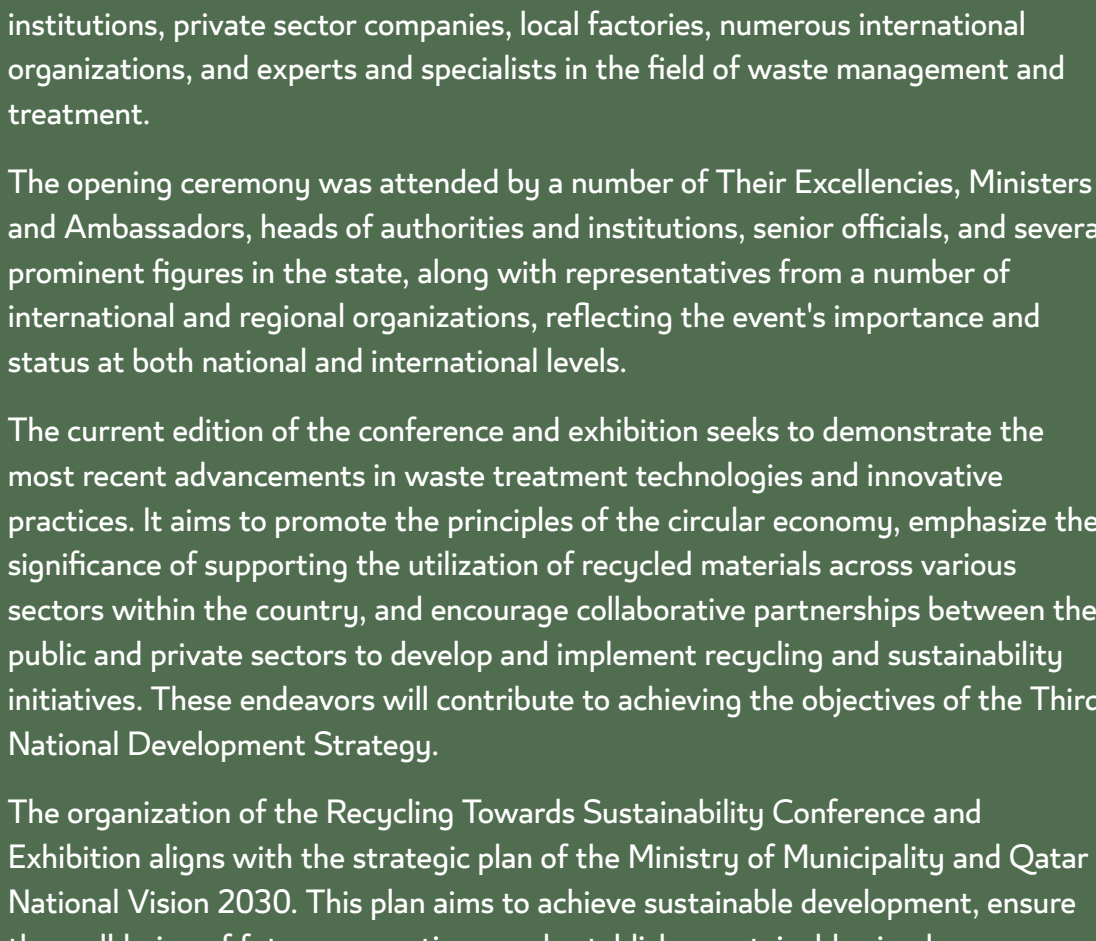 institutions, private sector companies, local factories, numerous international
organizations, and experts and specialists in the field of waste management and
treatment.
The opening ceremony was attended by a number of Their Excellencies, Ministers
and Ambassadors, heads of authorities and institutions, senior officials, and severa
prominent figures in the state, along with representatives from a number of
international and regional organizations, reflecting the event's importance and
status at both national and international levels.
The current edition of the conference and exhibition seeks to demonstrate the
most recent advancements in waste treatment technologies and innovative
practices. It aims to promote the principles of the circular economy, emphasize the
significance of supporting the utilization of recycled materials across various
sectors within the country, and encourage collaborative partnerships between the
public and private sectors to develop and implement recycling and sustainability
initiatives. These endeavors will contribute to achieving the objectives of the Third
National Development Strategy.
The organization of the Recycling Towards Sustainability Conference and
Exhibition aligns with the strategic plan of the Ministry of Municipality and Qatar
National Vision 2030. This plan aims to achieve sustainable development, ensure